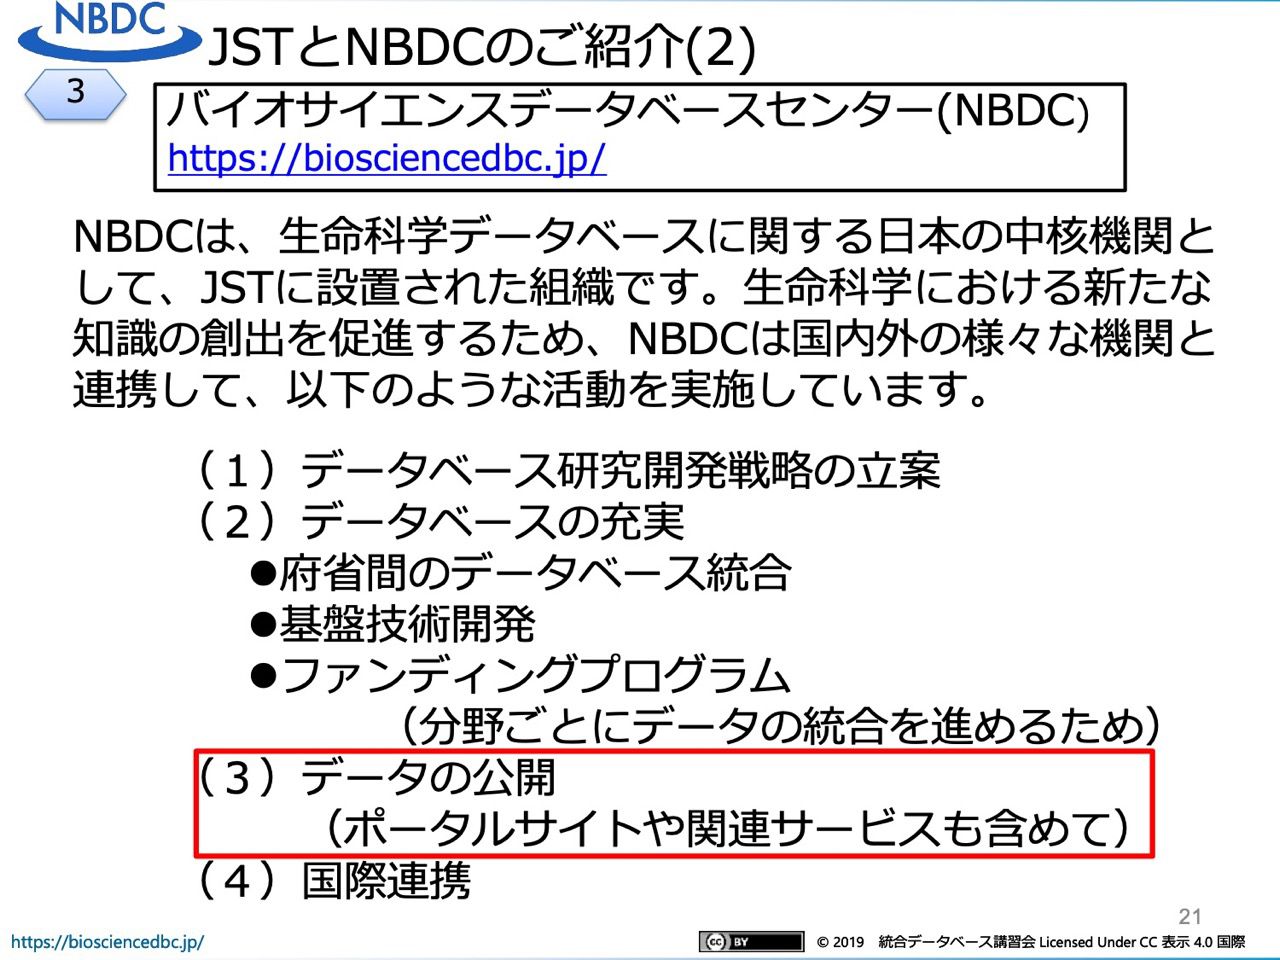 NBDC
JSTとNBDCのご紹介(2)
3
バイオサイエンスデータベースセンター(NBDC)
https://biosciencedbc.jp/
NBDCは、生命科学データベースに関する日本の中核機関と
して、JSTに設置された組織です。生命科学における新たな
知識の創出を促進するため、NBDCは国内外の様々な機関と
連携して、以下のような活動を実施しています。
（１）データベース研究開発戦略の立案
（２）データベースの充実
●府省間のデータベース統合
●基盤技術開発
●ファンディングプログラム
（分野ごとにデータの統合を進めるため）
（３）データの公開
（ポータルサイトや関連サービスも含めて）
（４）国際連携
21
https://biosciencedbc.jp/
cc BY
© 2019 統合データベース講習会 Licensed Under CC 表示 4.0 国際